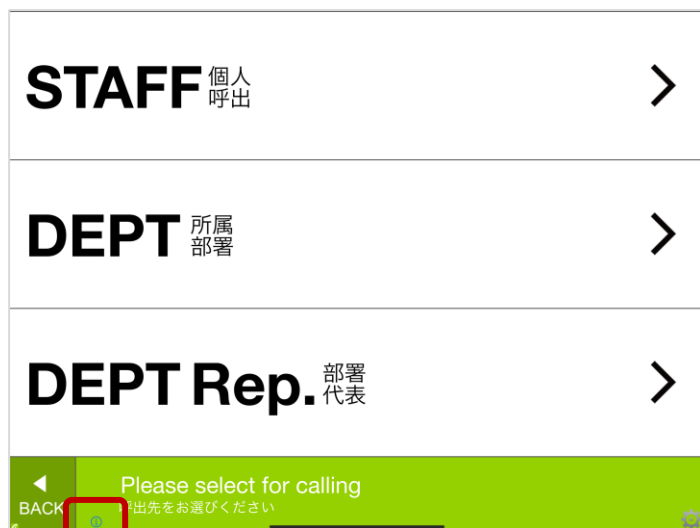 STAFF 個人
呼出
DEPT 所属
部署
DEPT Rep. 部署
代表
BACK
Please select for calling
呼出先をお選びください